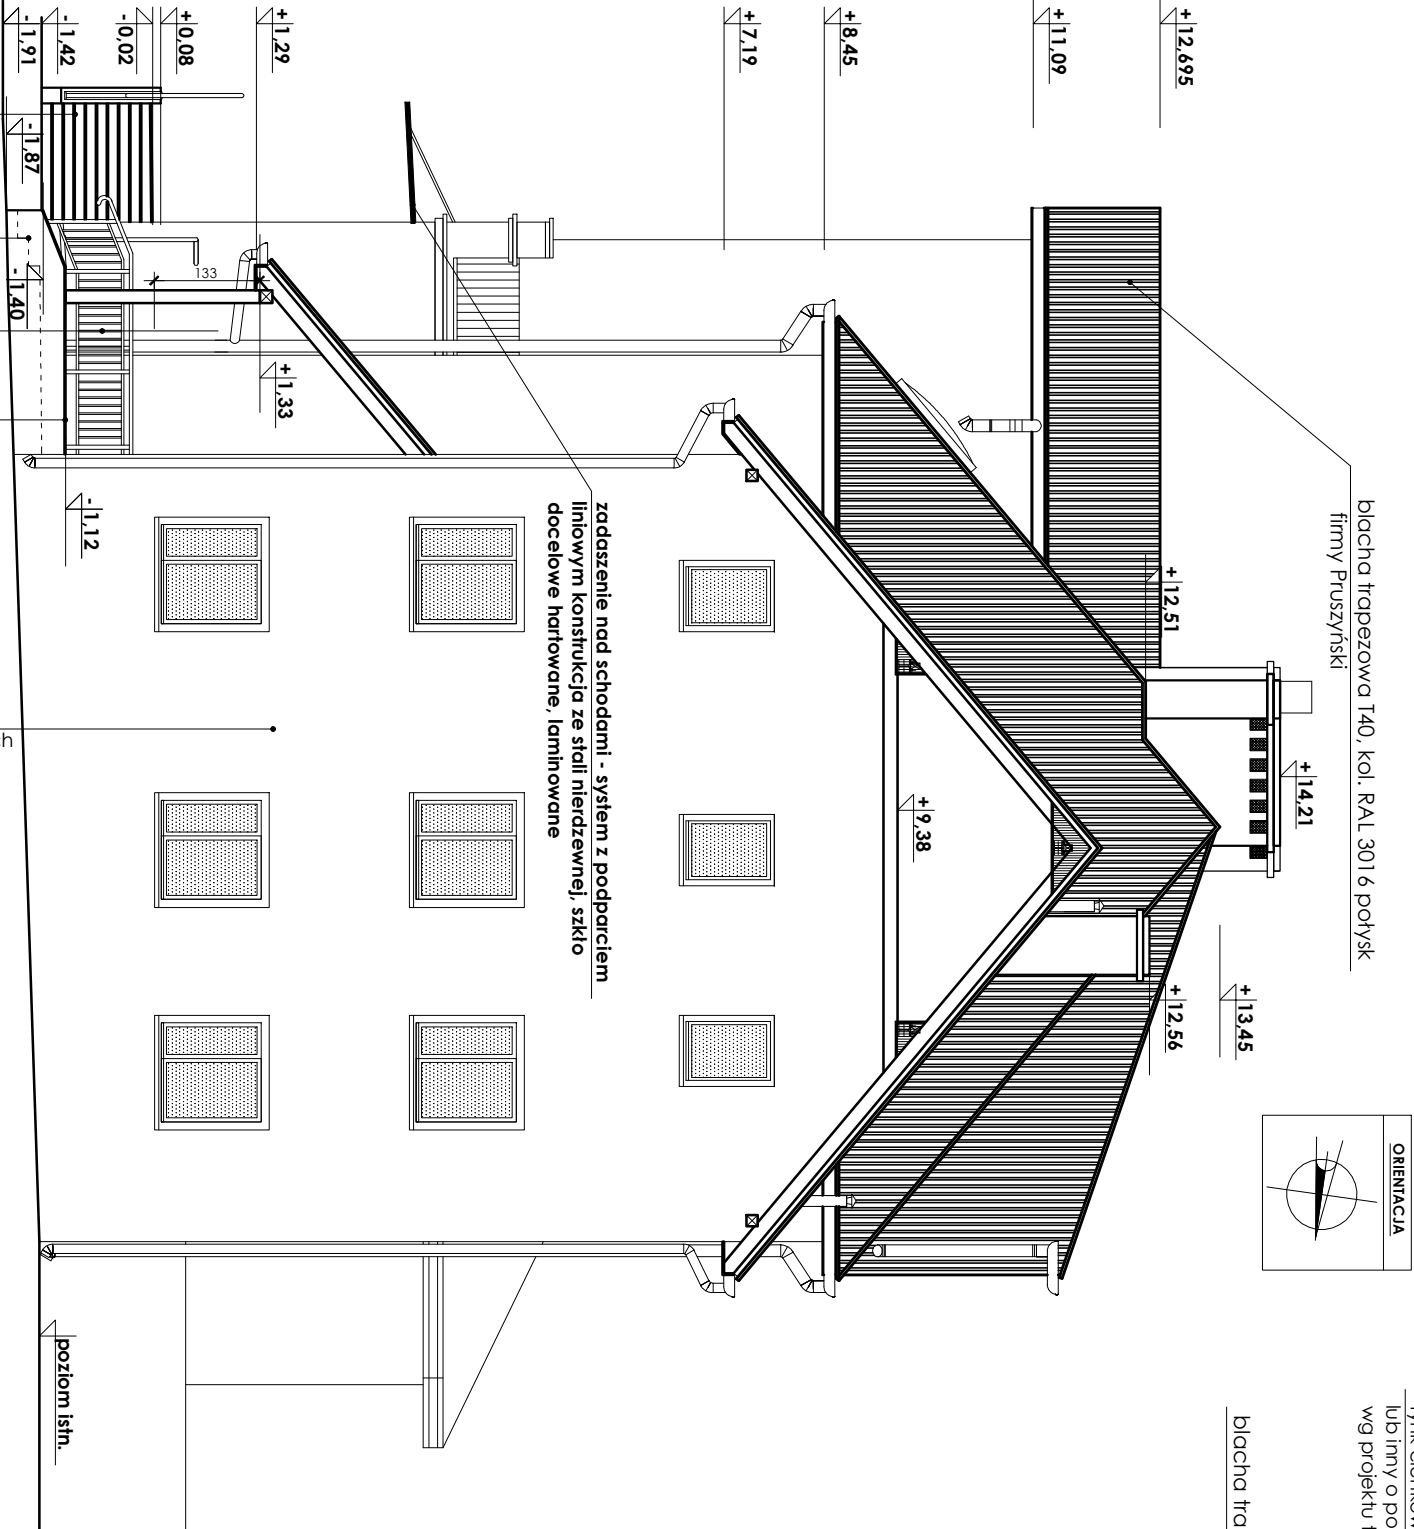 +12,695
+11,09
+8,45
+7,19
+1,29
+0,08
-0,02
-1,42
-1,91
-1,87
-1,40
133
+1,33
-1,12
blacha trapezowa T40, kol. RAL 3016 połysk
firmy Pruszyński
+12,51
+14,21
+9,38
+13,45
+12,56
zadaszenie nad schodami - system z podparciem
liniowym konstrukcja ze stali nierdzewnej, szkło
docelowe hartowane, laminowane
ORIENTACJA
poziom istn.
lub inny o po
wg projektu
blacha tra
ch